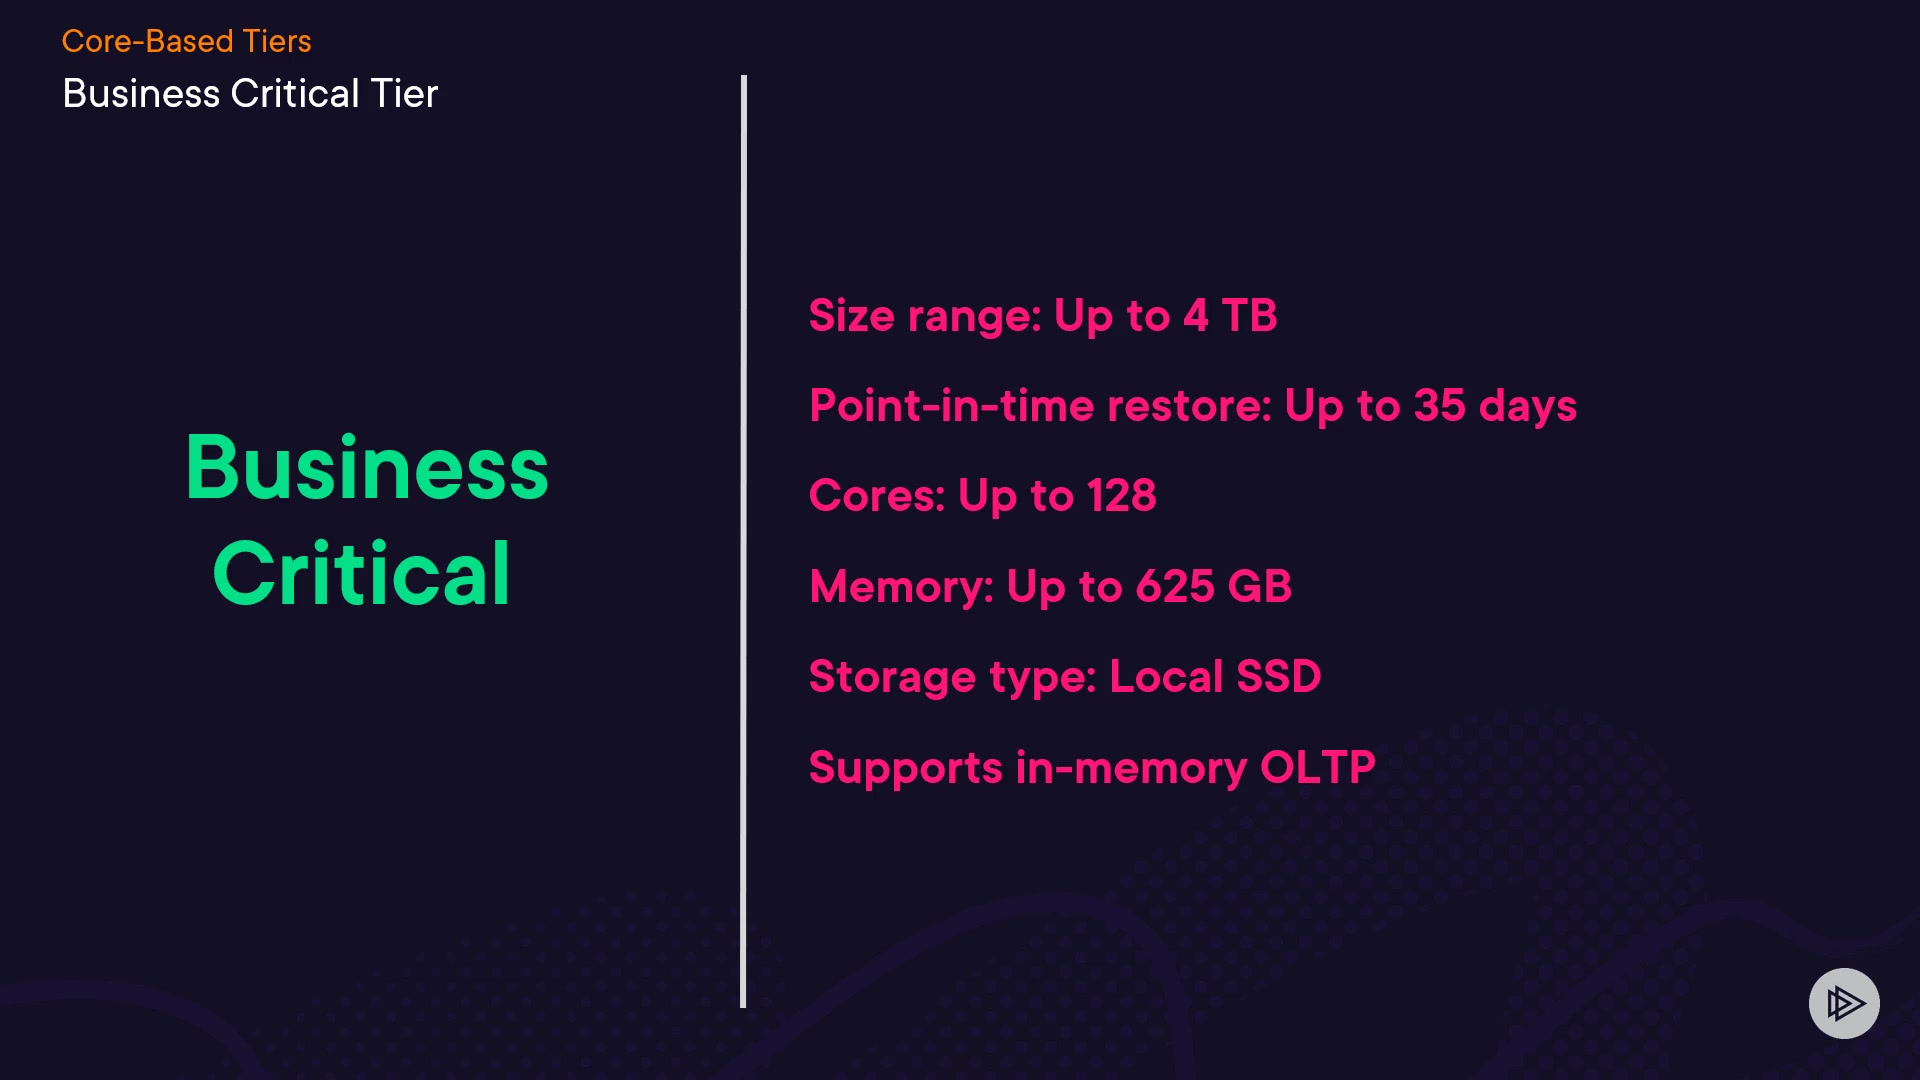 Core-Based Tiers
Business Critical Tier
Business
Critical
Size range: Up to 4 TB
Point-in-time restore: Up to 35 days
Cores: Up to 128
Memory: Up to 625 GB
Storage type: Local SSD
Supports in-memory OLTP